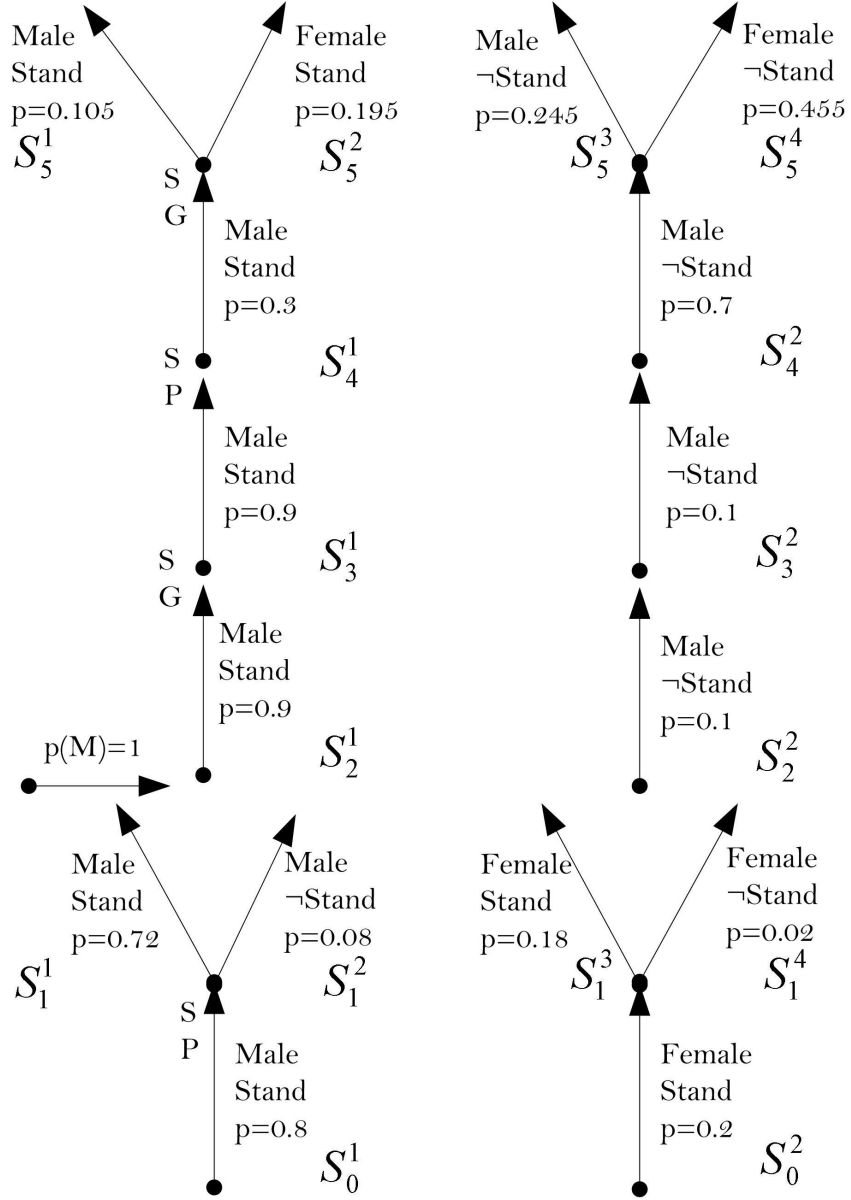 Male
Stand
p=0.105
Female
Stand
p=0.195
S_5^1
S_5^2
Male
¬Stand
p=0.245
Female
¬Stand
p=0.455
S_5^3
S_5^4
S
G
Male
Stand
p=0.3
S_4^1
Male
¬Stand
p=0.7
S_4^2
S
P
Male
Stand
p=0.9
S_3^1
Male
¬Stand
p=0.1
S_3^2
S
G
Male
Stand
p=0.9
S_2^1
Male
¬Stand
p=0.1
S_2^2
p(M)=1
Male
Stand
p=0.72
Male
¬Stand
p=0.08
S_1^1
S_1^2
Female
Stand
p=0.18
Female
¬Stand
p=0.02
S_1^3
S_1^4
S
P
Male
Stand
p=0.8
S_0^1
Female
Stand
p=0.2
S_0^2